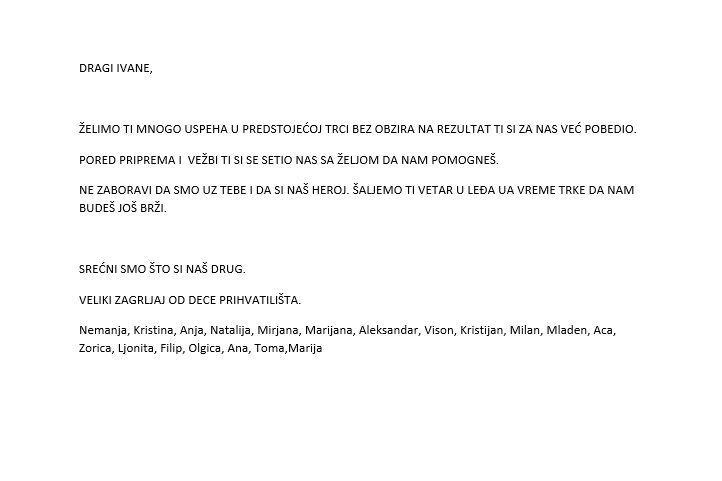 DRAGI IVANE,
ŽELIMO TI MNOGO USPEHA U PREDSTOJEĆOJ TRCI BEZ OBZIRA NA REZULTAT TI SI ZA NAS VEĆ POBEDIO.
PORED PRIPREMA I  VEŽBI TI SI SE SETIO NAS SA ŽELJOM DA NAM POMOGNEŠ.
NE ZABORAVI DA SMO UZ TEBE I DA SI NAŠ HEROJ. ŠALJEMO TI VETAR U LEĐA UA VREME TRKE DA NAM
BUDEŠ JOŠ BRŽI.
SREĆNI SMO ŠTO SI NAŠ DRUG.
VELIKI ZAGRLJAJ OD DECE PRIHVATILIŠTA.
Nemanja, Kristina, Anja, Natalija, Mirjana, Marijana, Aleksandar, Vison, Kristijan, Milan, Mladen, Aca,
Zorica, Ljonita, Filip, Olgica, Ana, Toma,Marija